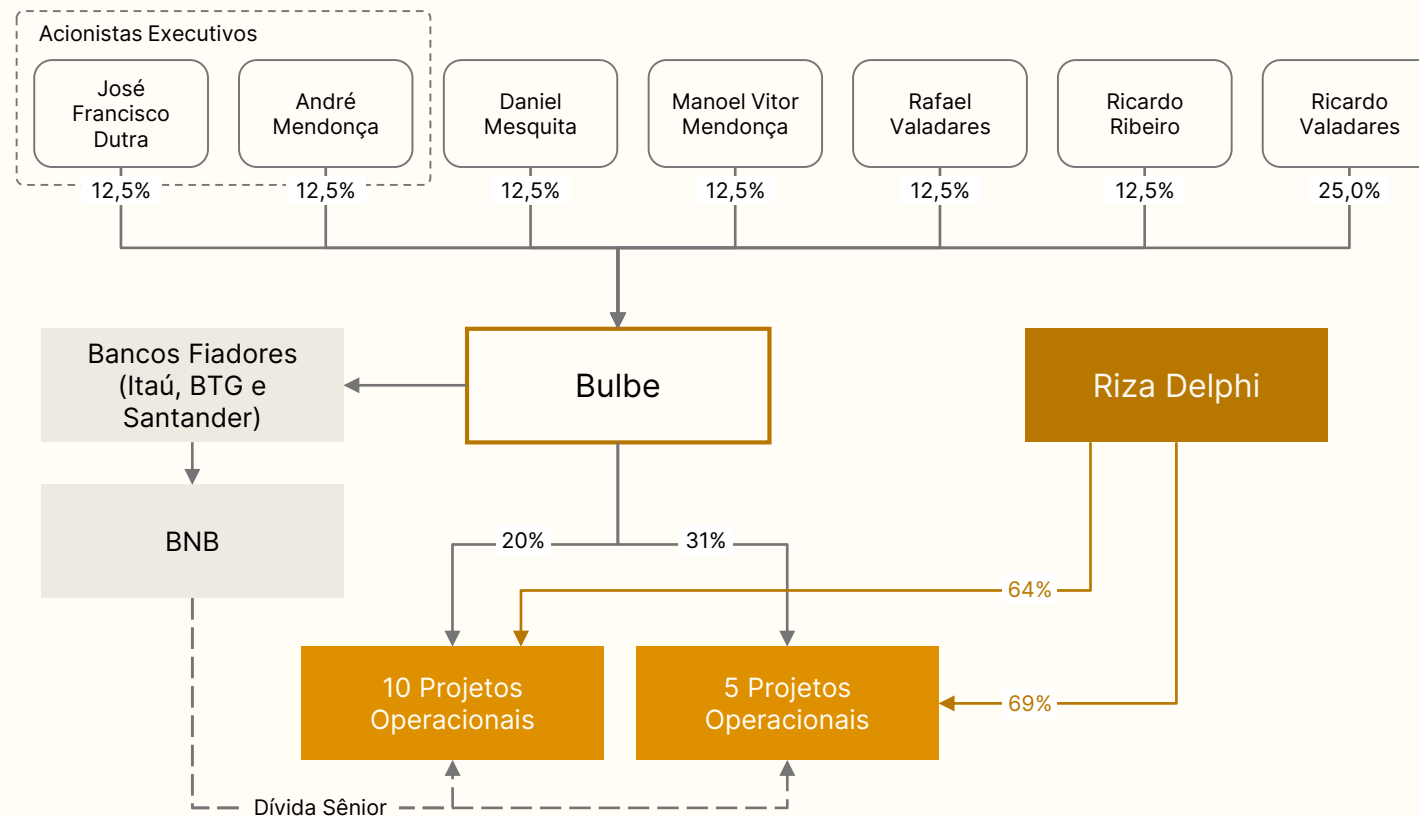 Acionistas Executivos
José
Francisco
Dutra
André
Mendonça
Daniel
Mesquita
Manoel Vitor
Mendonça
Rafael
Valadares
Ricardo
Ribeiro
Ricardo
Valadares
12,5%
12,5%
12,5%
12,5%
12,5%
12,5%
25,0%
Bancos Fiadores
(Itaú, BTG e
Santander)
Bulbe
Riza Delphi
BNB
20%
31%
64%
10 Projetos
Operacionais
5 Projetos
Operacionais
69%
Dívida Sênior